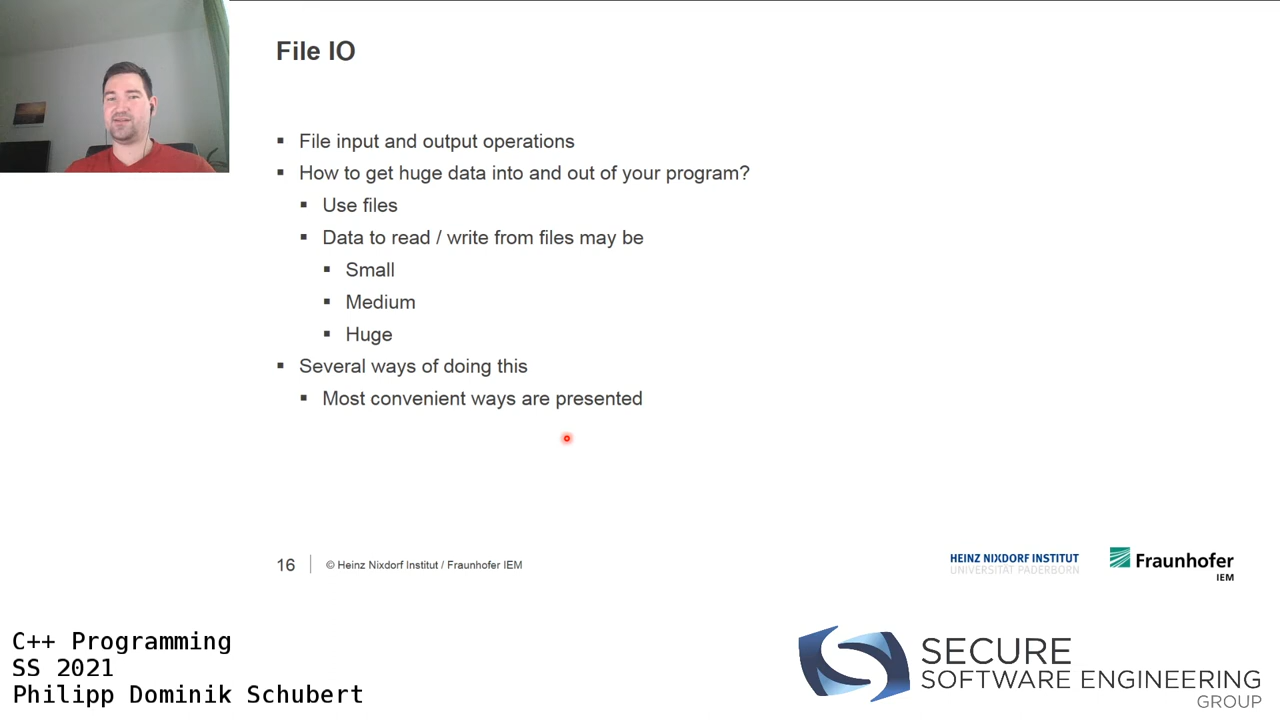 File IO
▪ File input and output operations
▪ How to get huge data into and out of your program?
▪ Use files
▪ Data to read / write from files may be
▪ Small
▪ Medium
▪ Huge
▪ Several ways of doing this
▪ Most convenient ways are presented
16 | © Heinz Nixdorf Institut / Fraunhofer IEM
HEINZ NIXDORF INSTITUT
UNIVERSITÄT PADERBORN
Fraunhofer
IEM
C++ Programming
SS 2021
Philipp Dominik Schubert
SECURE
SOFTWARE ENGINEERING
GROUP